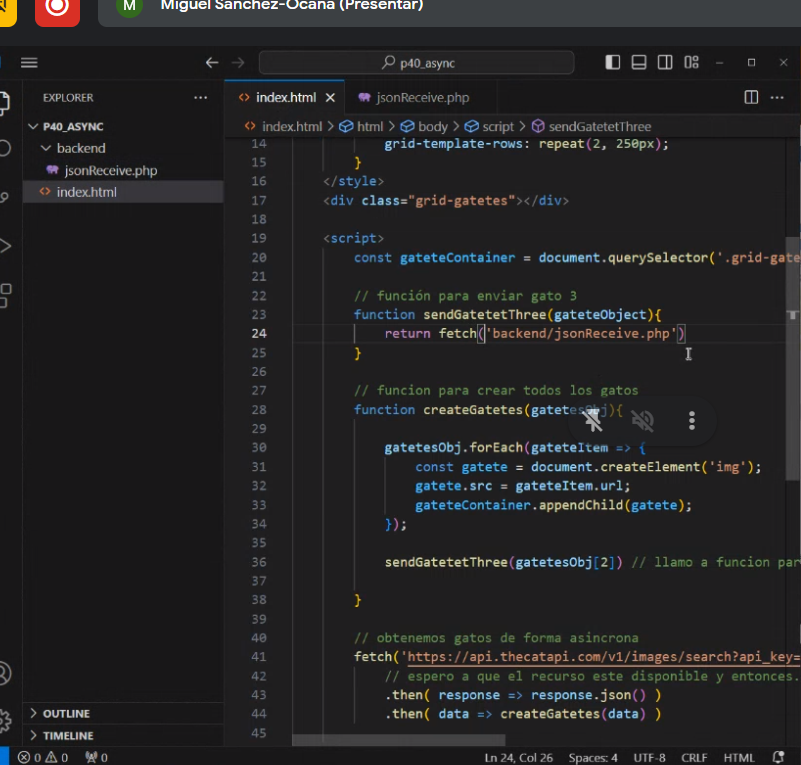 M Miguel Sánchez-Ocaña (Presentar)
p40_async
EXPLORER
P40_ASYNC
backend
jsonReceive.php
index.html
OUTLINE
TIMELINE
index.html jsonReceive.php
index.html > html > body > script > sendGatetetThree
14 grid-template-rows: repeat(2, 250px);
15 }
16 </style>
17 <div class="grid-gatetes"></div>
18
19 <script>
20 const gateteContainer = document.querySelector('.grid-gate
21
22 // función para enviar gato 3
23 function sendGatetetThree(gateteObject){
24 return fetch('backend/jsonReceive.php')
25 }
26
27 // funcion para crear todos los gatos
28 function createGatetes(gatetesObj){
29
30 gatetesObj.forEach(gateteItem => {
31 const gatete = document.createElement('img');
32 gatete.src = gateteItem.url;
33 gateteContainer.appendChild(gatete);
34 });
35
36 sendGatetetThree(gatetesObj[2]) // llamo a funcion par
37
38 }
39
40 // obtenemos gatos de forma asincrona
41 fetch('https://api.thecatapi.com/v1/images/search?api_key=
42 // espero a que el recurso este disponible y entonces.
43 .then( response => response.json() )
44 .then( data => createGatetes(data) )
45
0 0 0 Ln 24, Col 26 Spaces: 4 UTF-8 CRLF HTML